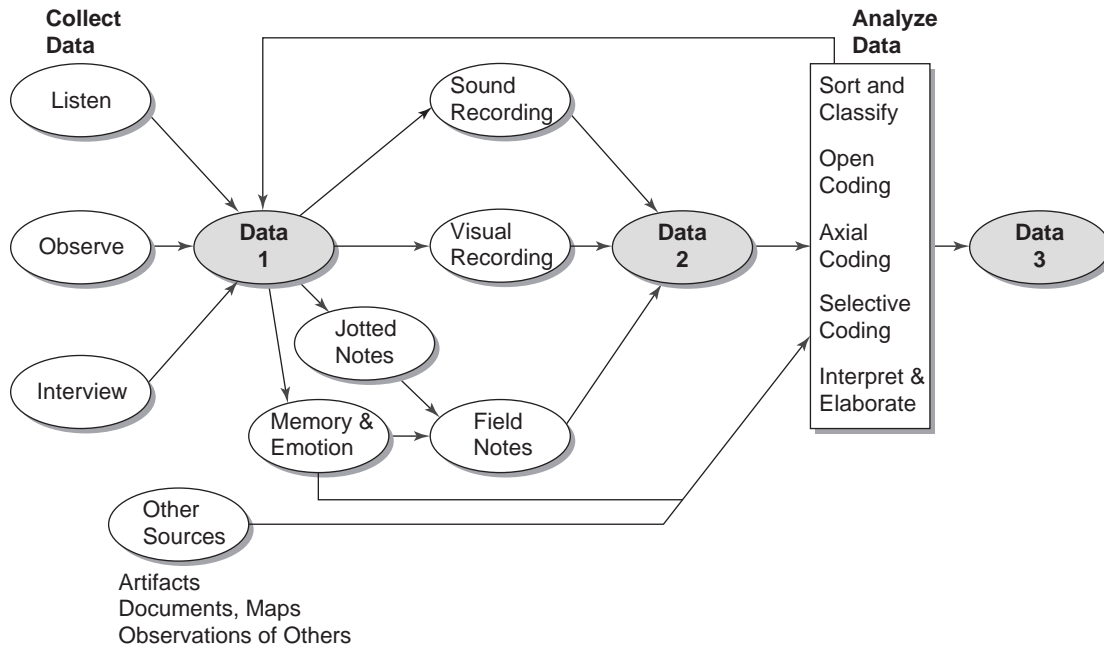 Collect
Data
Analyze
Data
Listen
Sound
Recording
Sort and
Classify
Open
Coding
Observe
Data
1
Visual
Recording
Data
2
Axial
Coding
Data
3
Selective
Coding
Jotted
Notes
Interview
Interpret &
Elaborate
Memory &
Emotion
Field
Notes
Other
Sources
Artifacts
Documents, Maps
Observations of Others